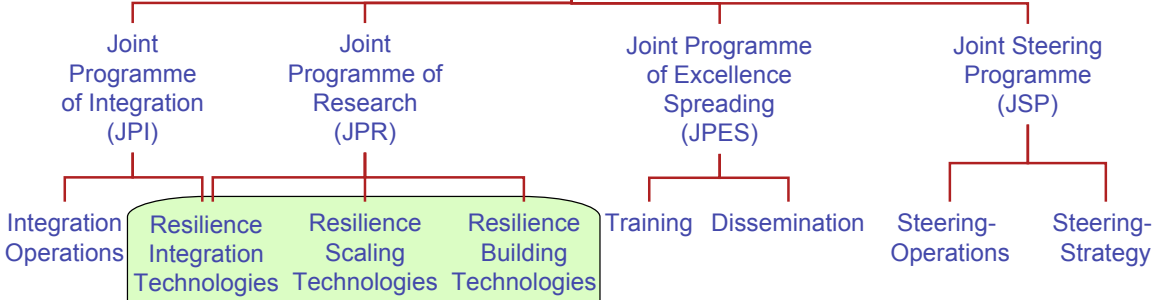 Joint
Programme
of Integration
(JPI)
Joint
Programme of
Research
(JPR)
Joint Programme
of Excellence
Spreading
(JPES)
Joint Steering
Programme
(JSP)
Integration
Operations
Resilience
Integration
Technologies
Resilience
Scaling
Technologies
Resilience
Building
Technologies
Training
Dissemination
Steering-
Operations
Steering-
Strategy